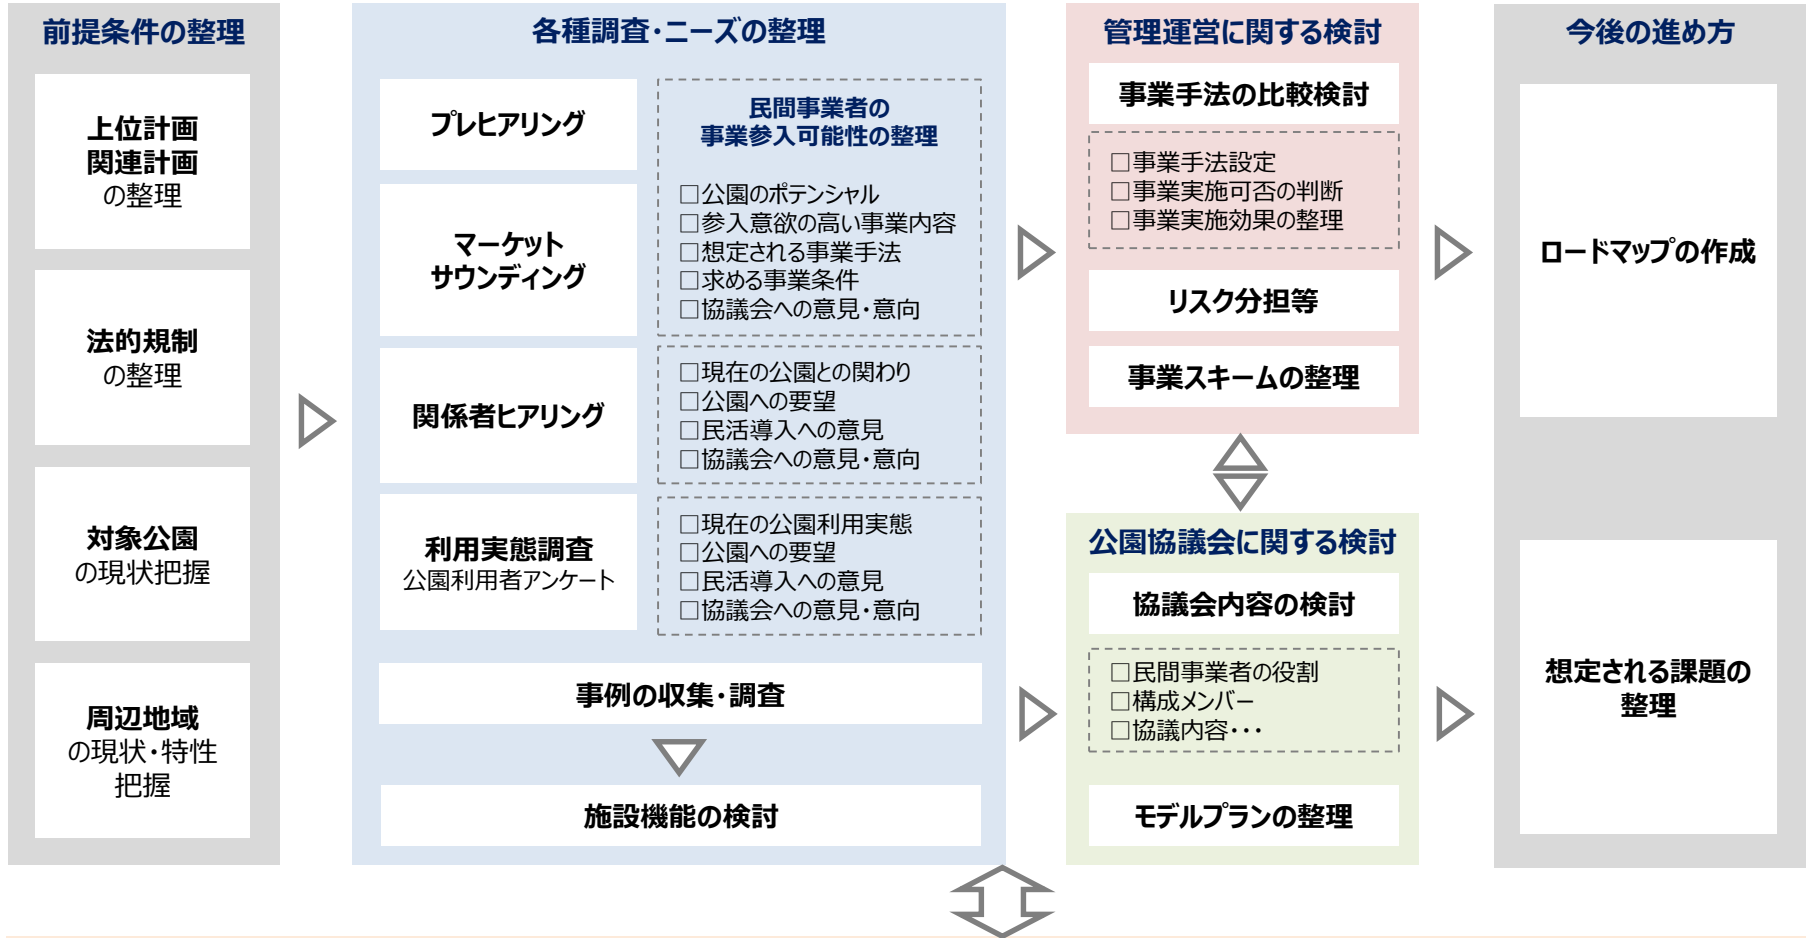 前提条件の整理
上位計画
関連計画
の整理
法的規制
の整理
対象公園
の現状把握
周辺地域
の現状・特性
把握
各種調査・ニーズの整理
プレヒアリング
マーケット
サウンディング
民間事業者の
事業参入可能性の整理
□公園のポテンシャル
□参入意欲の高い事業内容
□想定される事業手法
□求める事業条件
□協議会への意見・意向
関係者ヒアリング
□現在の公園との関わり
□公園への要望
□民活導入への意見
□協議会への意見・意向
利用実態調査
公園利用者アンケート
□現在の公園利用実態
□公園への要望
□民活導入への意見
□協議会への意見・意向
事例の収集・調査
施設機能の検討
管理運営に関する検討
事業手法の比較検討
□事業手法設定
□事業実施可否の判断
□事業実施効果の整理
リスク分担等
事業スキームの整理
公園協議会に関する検討
協議会内容の検討
□民間事業者の役割
□構成メンバー
□協議内容・・・
モデルプランの整理
今後の進め方
ロードマップの作成
想定される課題の
整理